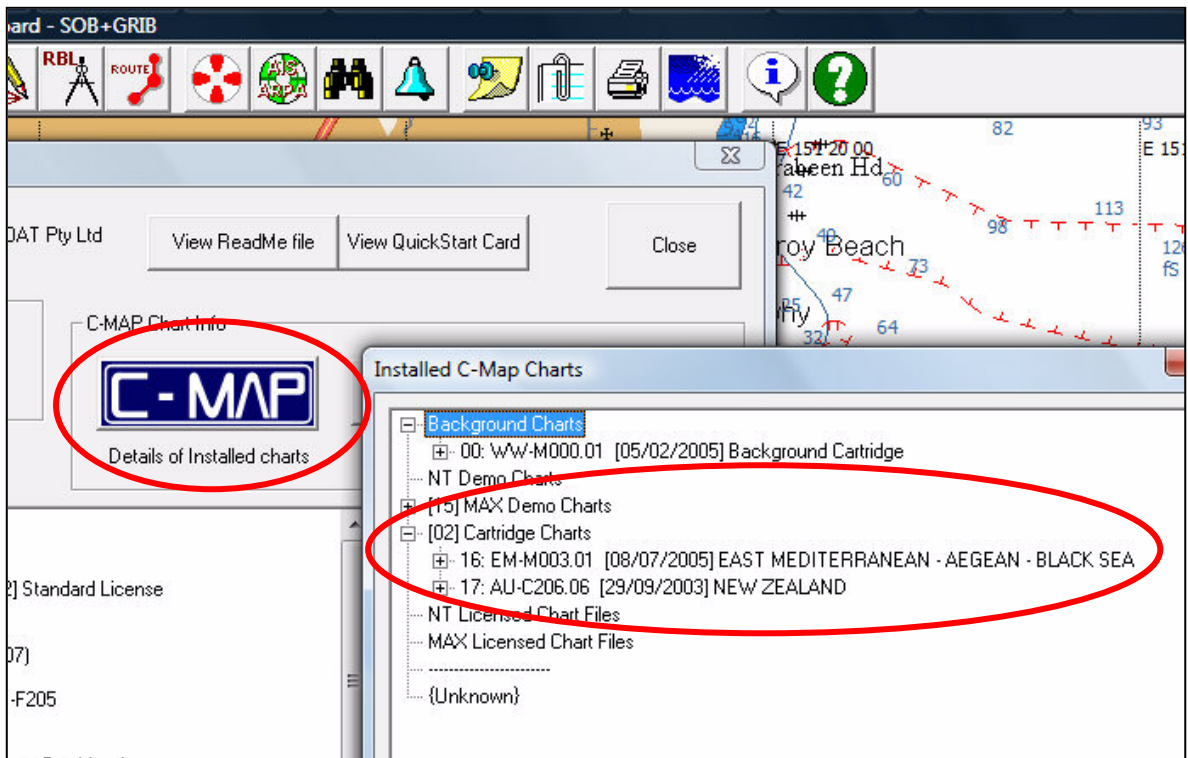 ard - SOB+GRIB
RBL
ROUTE
AIS
ARPA
82
93
E 151 20 00
E 151
abeen Hd
60
42
113
98
40
roy Beach
12
fS
73
47
64
32
OAT Pty Ltd
View ReadMe file
View QuickStart Card
Close
C-MAP Chart Info
C-MAP
Details of Installed charts
Installed C-Map Charts
Background Charts
00: WW-M000.01 [05/02/2005] Background Cartridge
NT Demo Charts
[15] MAX Demo Charts
[02] Cartridge Charts
16: EM-M003.01 [08/07/2005] EAST MEDITERRANEAN - AEGEAN - BLACK SEA
17: AU-C206.06 [29/09/2003] NEW ZEALAND
NT Licensed Chart Files
MAX Licensed Chart Files
----------------------
{Unknown}
2] Standard License
07)
-F205